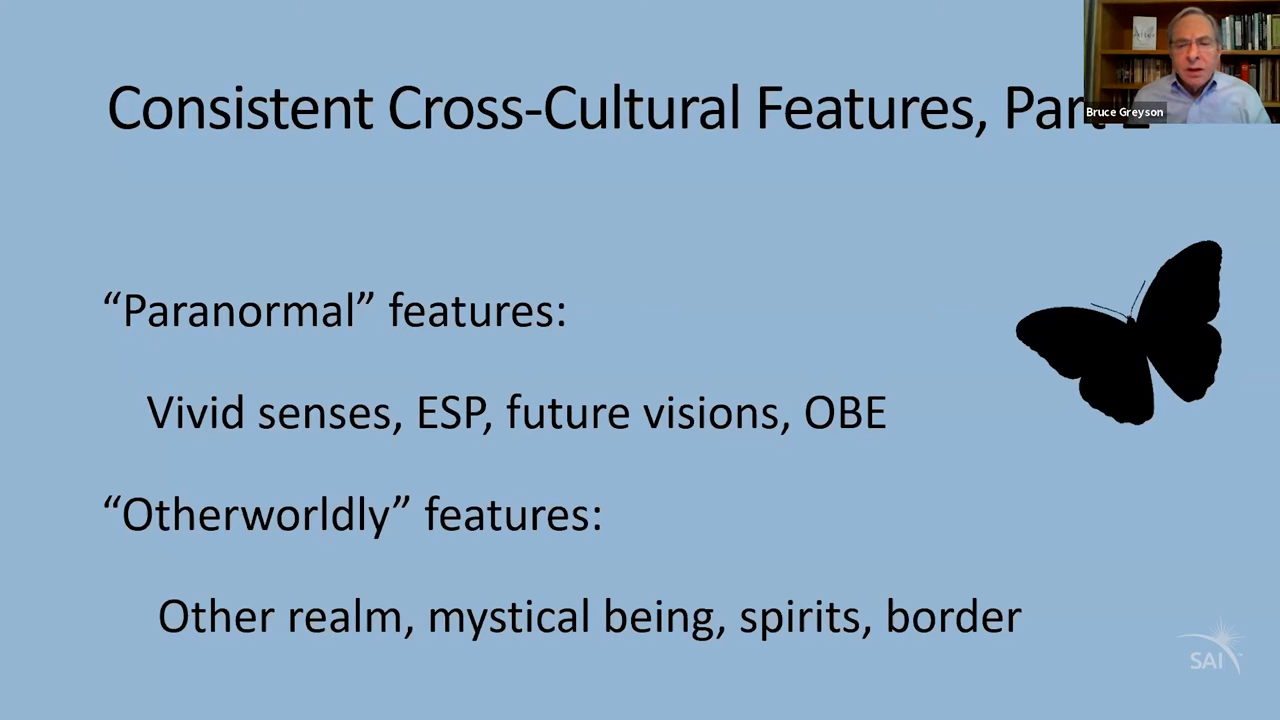 Consistent Cross-Cultural Features, Part 
Bruce Greyson
“Paranormal” features:
Vivid senses, ESP, future visions, OBE
“Otherworldly” features:
Other realm, mystical being, spirits, border
SAI